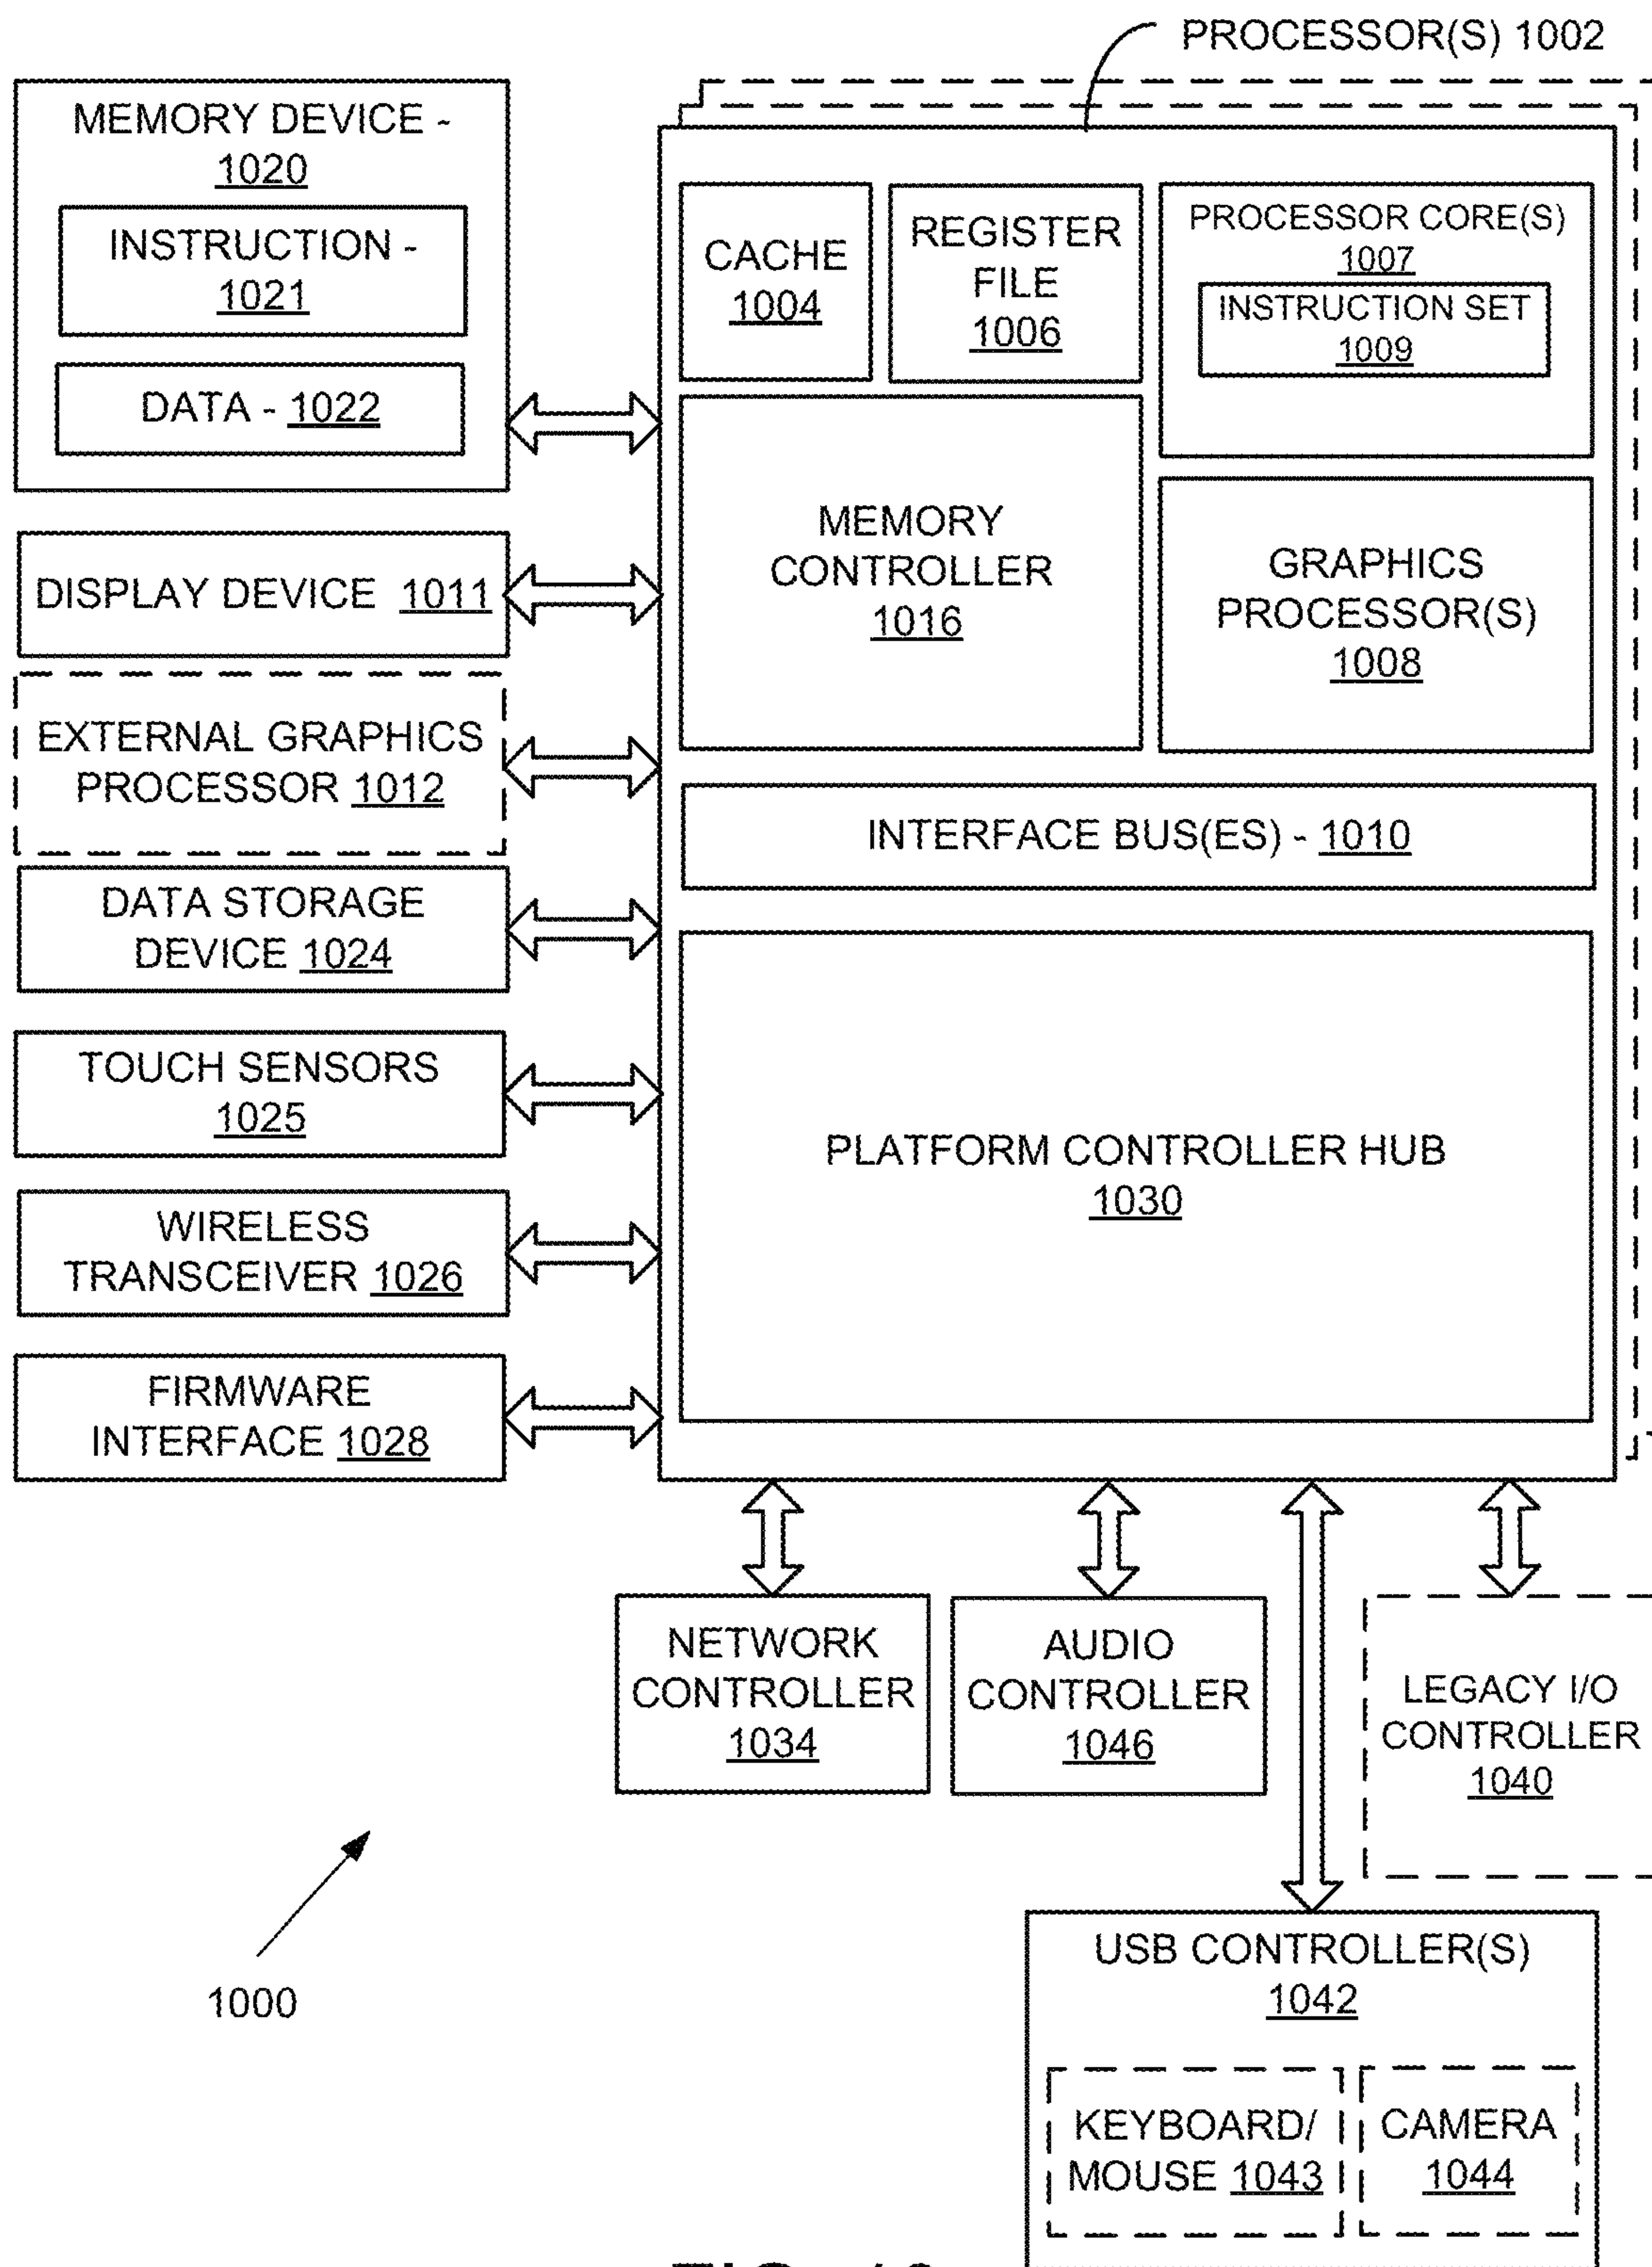 PROCESSOR(S) 1002
MEMORY DEVICE -
1020
INSTRUCTION -
1021
DATA - 1022
DISPLAY DEVICE 1011
EXTERNAL GRAPHICS
PROCESSOR 1012
DATA STORAGE
DEVICE 1024
TOUCH SENSORS
1025
WIRELESS
TRANSCEIVER 1026
FIRMWARE
INTERFACE 1028
CACHE
1004
REGISTER
FILE
1006
PROCESSOR CORE(S)
1007
INSTRUCTION SET
1009
MEMORY
CONTROLLER
1016
GRAPHICS
PROCESSOR(S)
1008
INTERFACE BUS(ES) - 1010
PLATFORM CONTROLLER HUB
1030
NETWORK
CONTROLLER
1034
AUDIO
CONTROLLER
1046
LEGACY I/O
CONTROLLER
1040
1000
USB CONTROLLER(S)
1042
KEYBOARD/
MOUSE 1043
CAMERA
1044